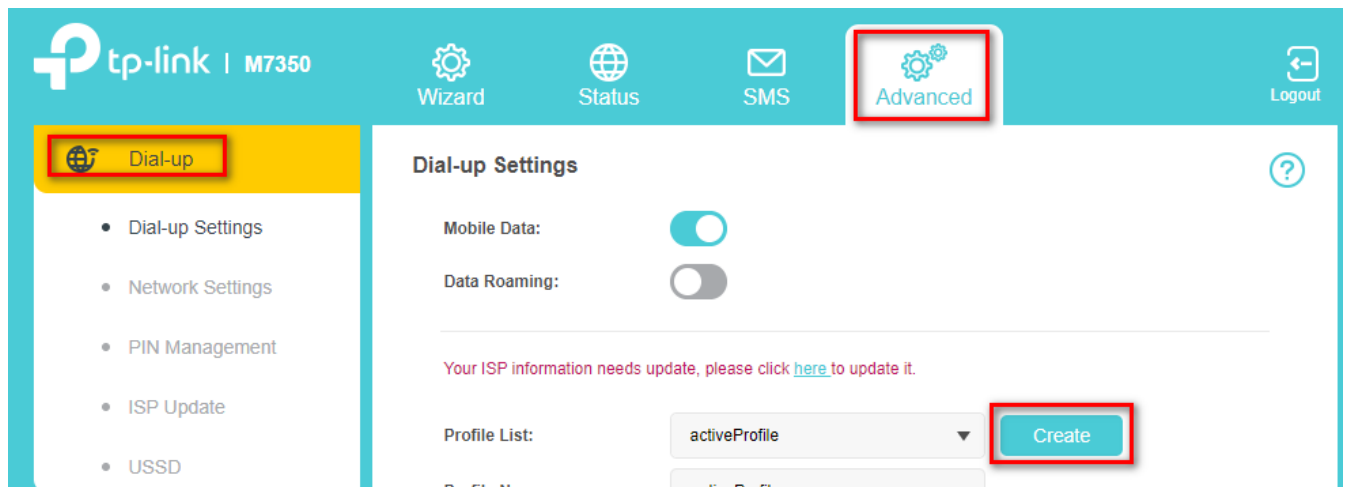 tp-link | M7350
Wizard
Status
SMS
Advanced
Logout
Dial-up
Dial-up Settings
Network Settings
PIN Management
ISP Update
USSD
Dial-up Settings
?
Mobile Data:
Data Roaming:
Your ISP information needs update, please click here to update it.
Profile List:
activeProfile
Create